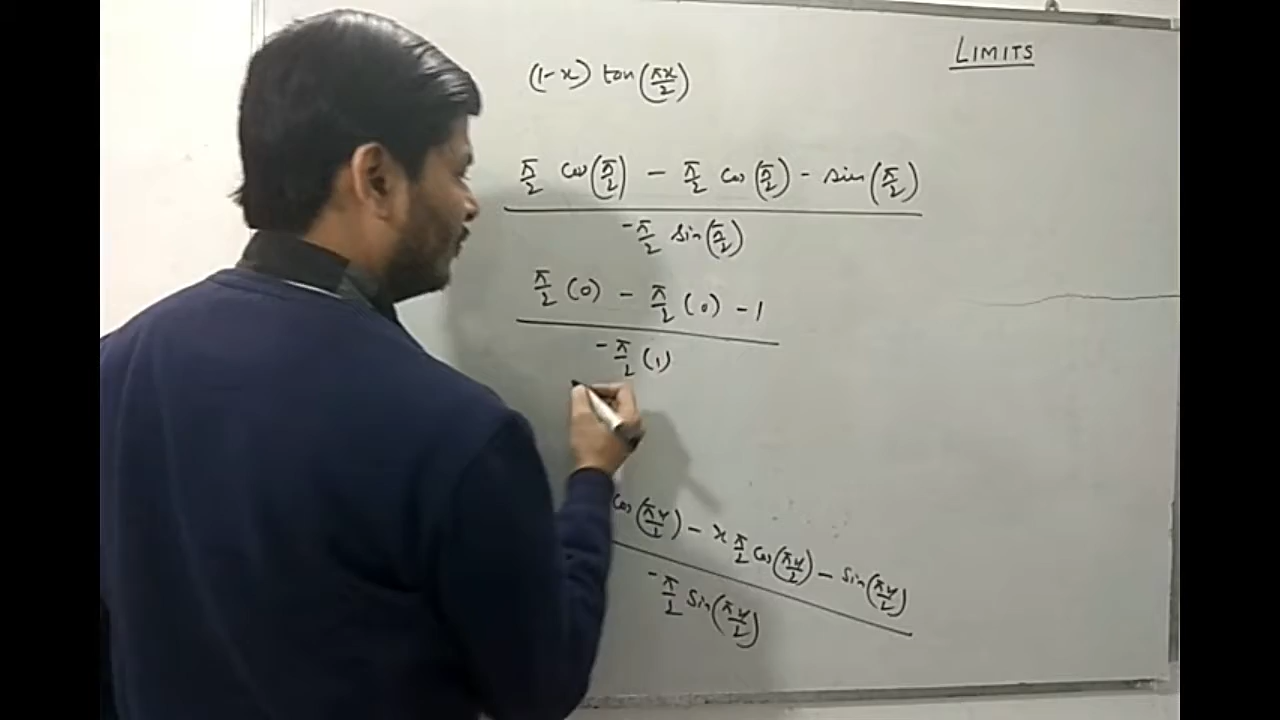 LIMITS
(1-x) tan(πx/2)
π/2 cos(π/2) - π/2 cos(π/2) - sin(π/2)
-π/2 sin(π/2)
π/2 (0) - π/2 (0) - 1
-π/2 (1)
cos(πx/2) - x π/2 cos(πx/2) - sin(πx/2)
-π/2 sin(πx/2)